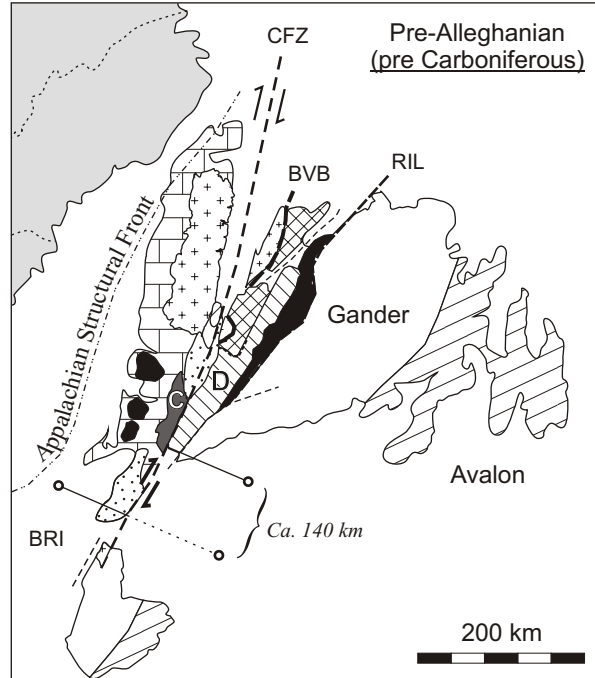 Pre-Alleghanian
(pre Carboniferous)
CFZ
BVB
RIL
Appalachian Structural Front
Gander
D
C
Avalon
BRI
Ca. 140 km
200 km